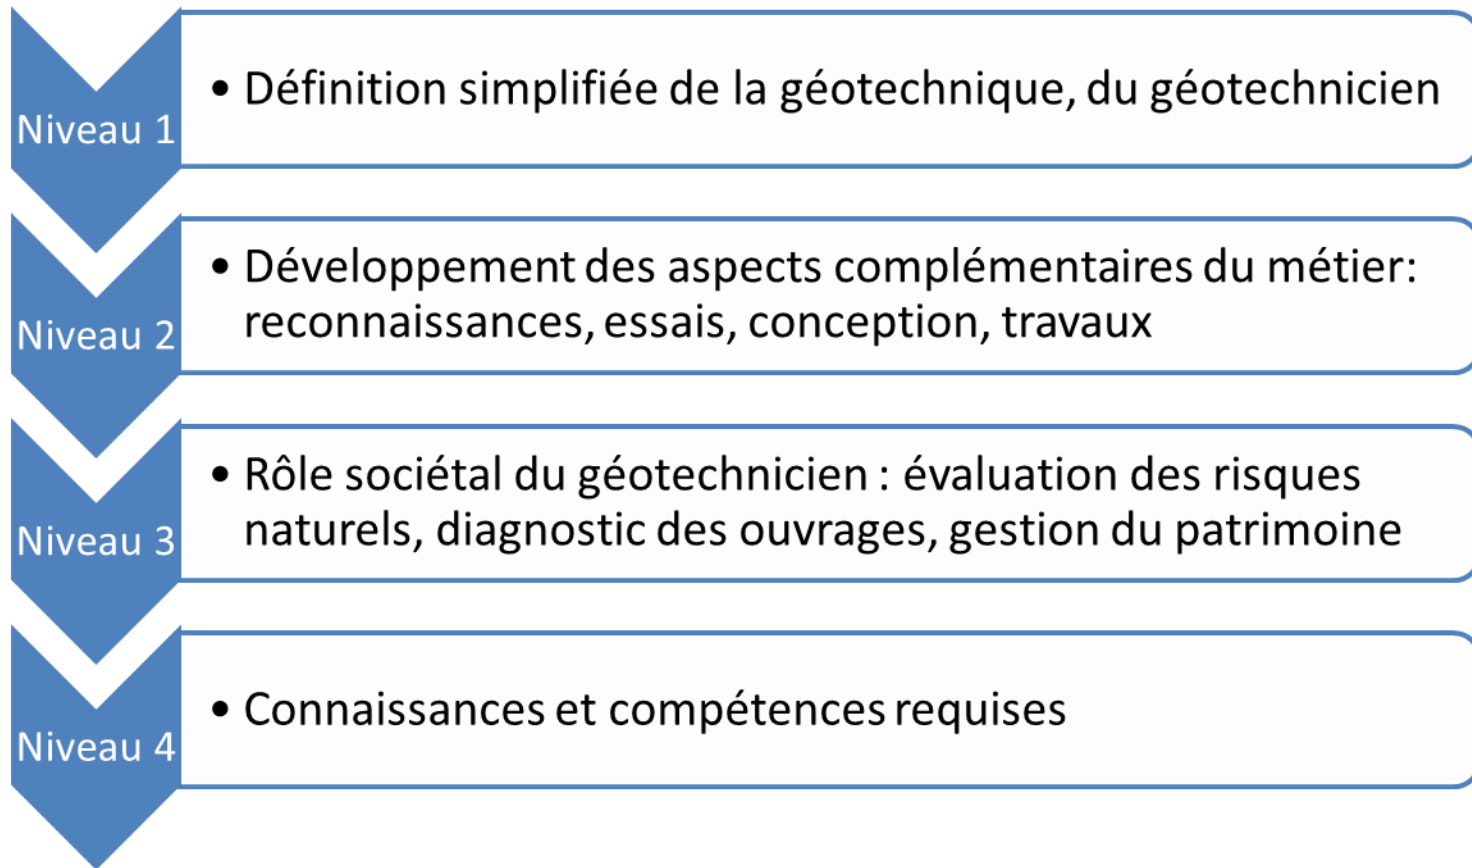 Niveau 1
• Définition simplifiée de la géotechnique, du géotechnicien
Niveau 2
• Développement des aspects complémentaires du métier:
reconnaissances, essais, conception, travaux
Niveau 3
• Rôle sociétal du géotechnicien : évaluation des risques
naturels, diagnostic des ouvrages, gestion du patrimoine
Niveau 4
• Connaissances et compétences requises